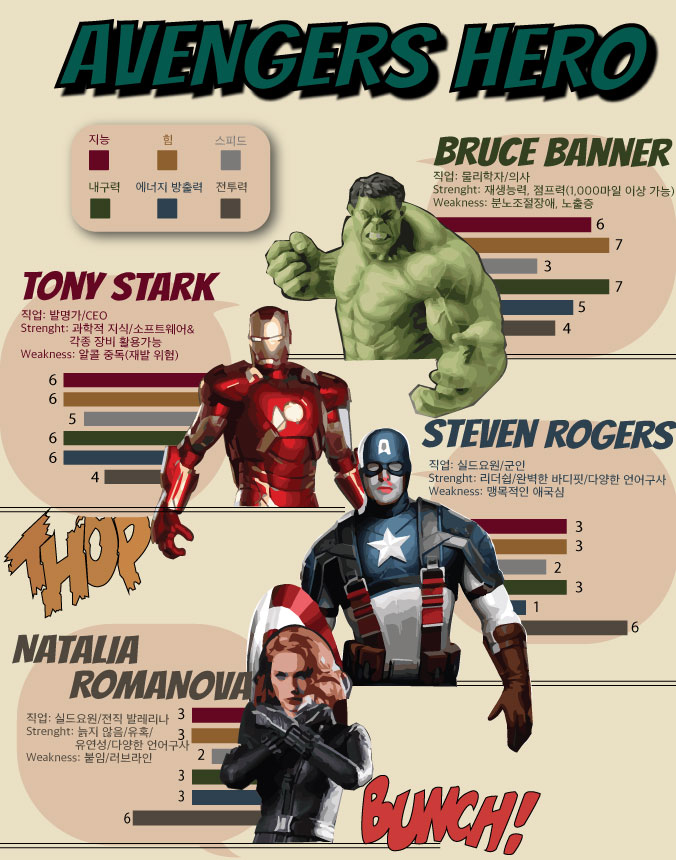 AVENGERS HERO
지능 힘 스피드
내구력 에너지 방출력 전투력
BRUCE BANNER
직업: 물리학자/의사
Strenght: 재생능력, 점프력(1,000마일 이상 가능)
Weakness: 분노조절장애, 노출증
6
7
3
7
5
4
TONY STARK
직업: 발명가/CEO
Strenght: 과학적 지식/소프트웨어&
각종 장비 활용가능
Weakness: 알콜 중독(재발 위험)
6
6
5
6
6
4
STEVEN ROGERS
직업: 실드요원/군인
Strenght: 리더쉽/완벽한 바디핏/다양한 언어구사
Weakness: 맹목적인 애국심
3
3
2
3
1
6
A
THOP
NATALIA
ROMANOVA
직업: 실드요원/전직 발레리나
Strenght: 늙지 않음/유혹/
유연성/다양한 언어구사
Weakness: 불임/러브라인
3
3
2
3
3
6
BUNCH!